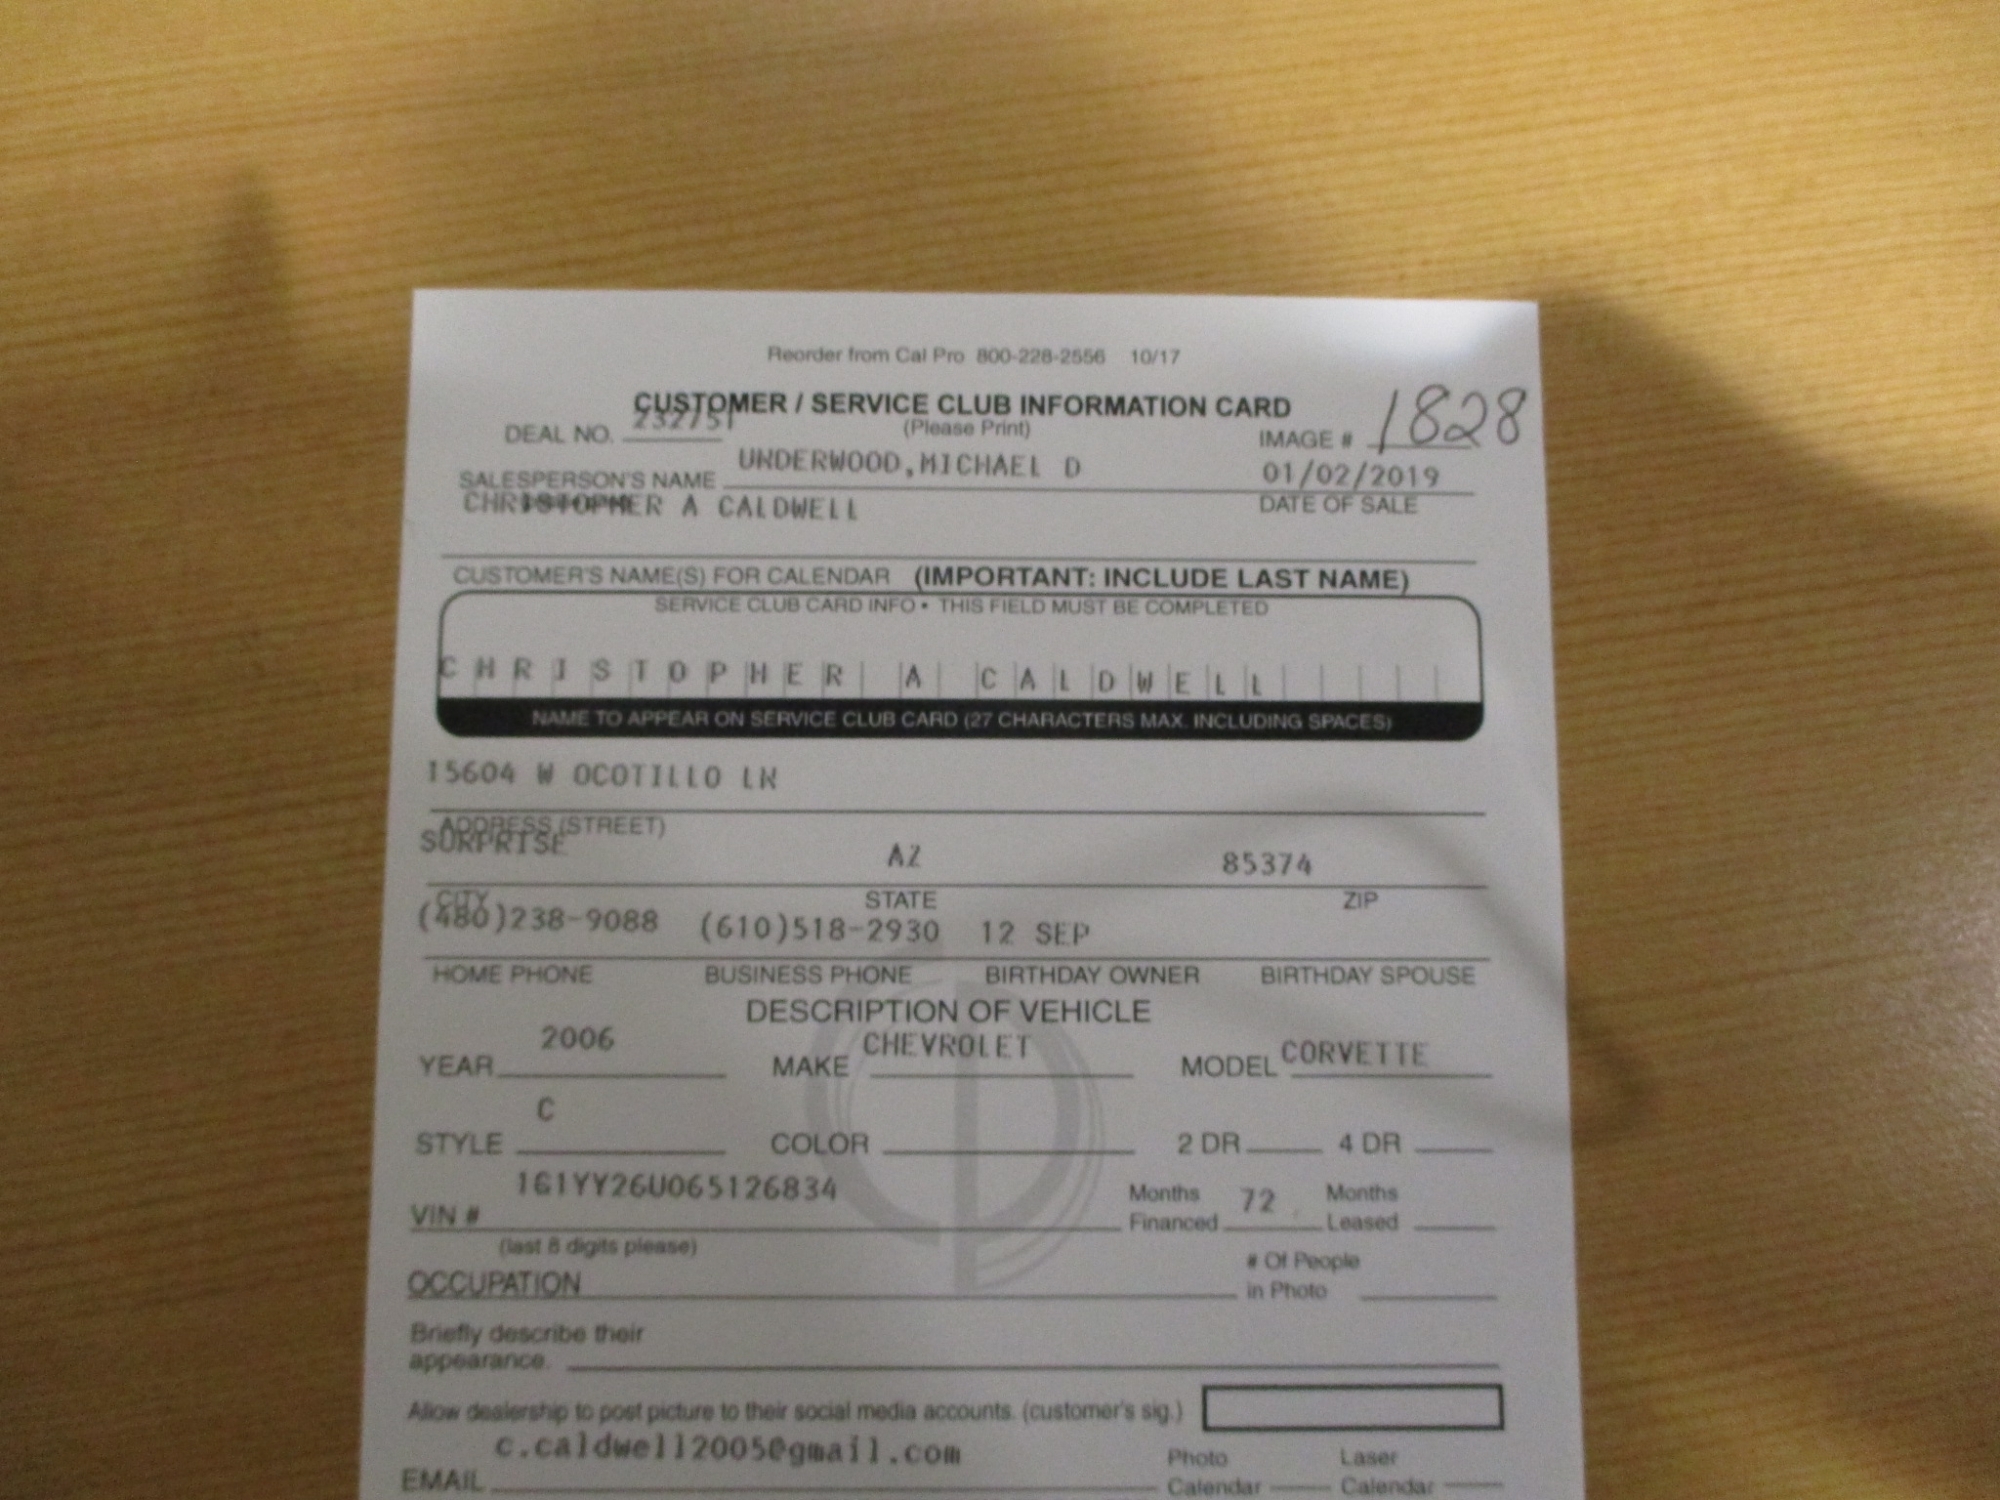 Reorder from Cal Pro 800-228-2556 10/17
CUSTOMER / SERVICE CLUB INFORMATION CARD
(Please Print)
DEAL NO. 232751
IMAGE # 1828
SALESPERSON'S NAME UNDERWOOD,MICHAEL D
01/02/2019
DATE OF SALE
CHRISTOPHER A CALDWELL
CUSTOMER'S NAME(S) FOR CALENDAR (IMPORTANT: INCLUDE LAST NAME)
SERVICE CLUB CARD INFO • THIS FIELD MUST BE COMPLETED
CHRISTOPHER A CALDWELL
NAME TO APPEAR ON SERVICE CLUB CARD (27 CHARACTERS MAX. INCLUDING SPACES)
15604 W OCOTILLO LN
ADDRESS (STREET)
SURPRISE AZ 85374
CITY STATE ZIP
(480)238-9088 (610)518-2930 12 SEP
HOME PHONE BUSINESS PHONE BIRTHDAY OWNER BIRTHDAY SPOUSE
DESCRIPTION OF VEHICLE
YEAR 2006 MAKE CHEVROLET MODEL CORVETTE
STYLE C COLOR 2 DR 4 DR
VIN # 1G1YY26U065126834
(last 8 digits please)
Months Financed 72 Months Leased
OCCUPATION
# Of People in Photo
Briefly describe their
appearance.
Allow dealership to post picture to their social media accounts. (customer's sig.)
EMAIL c.caldwell2005@gmail.com
Photo Calendar Laser Calendar